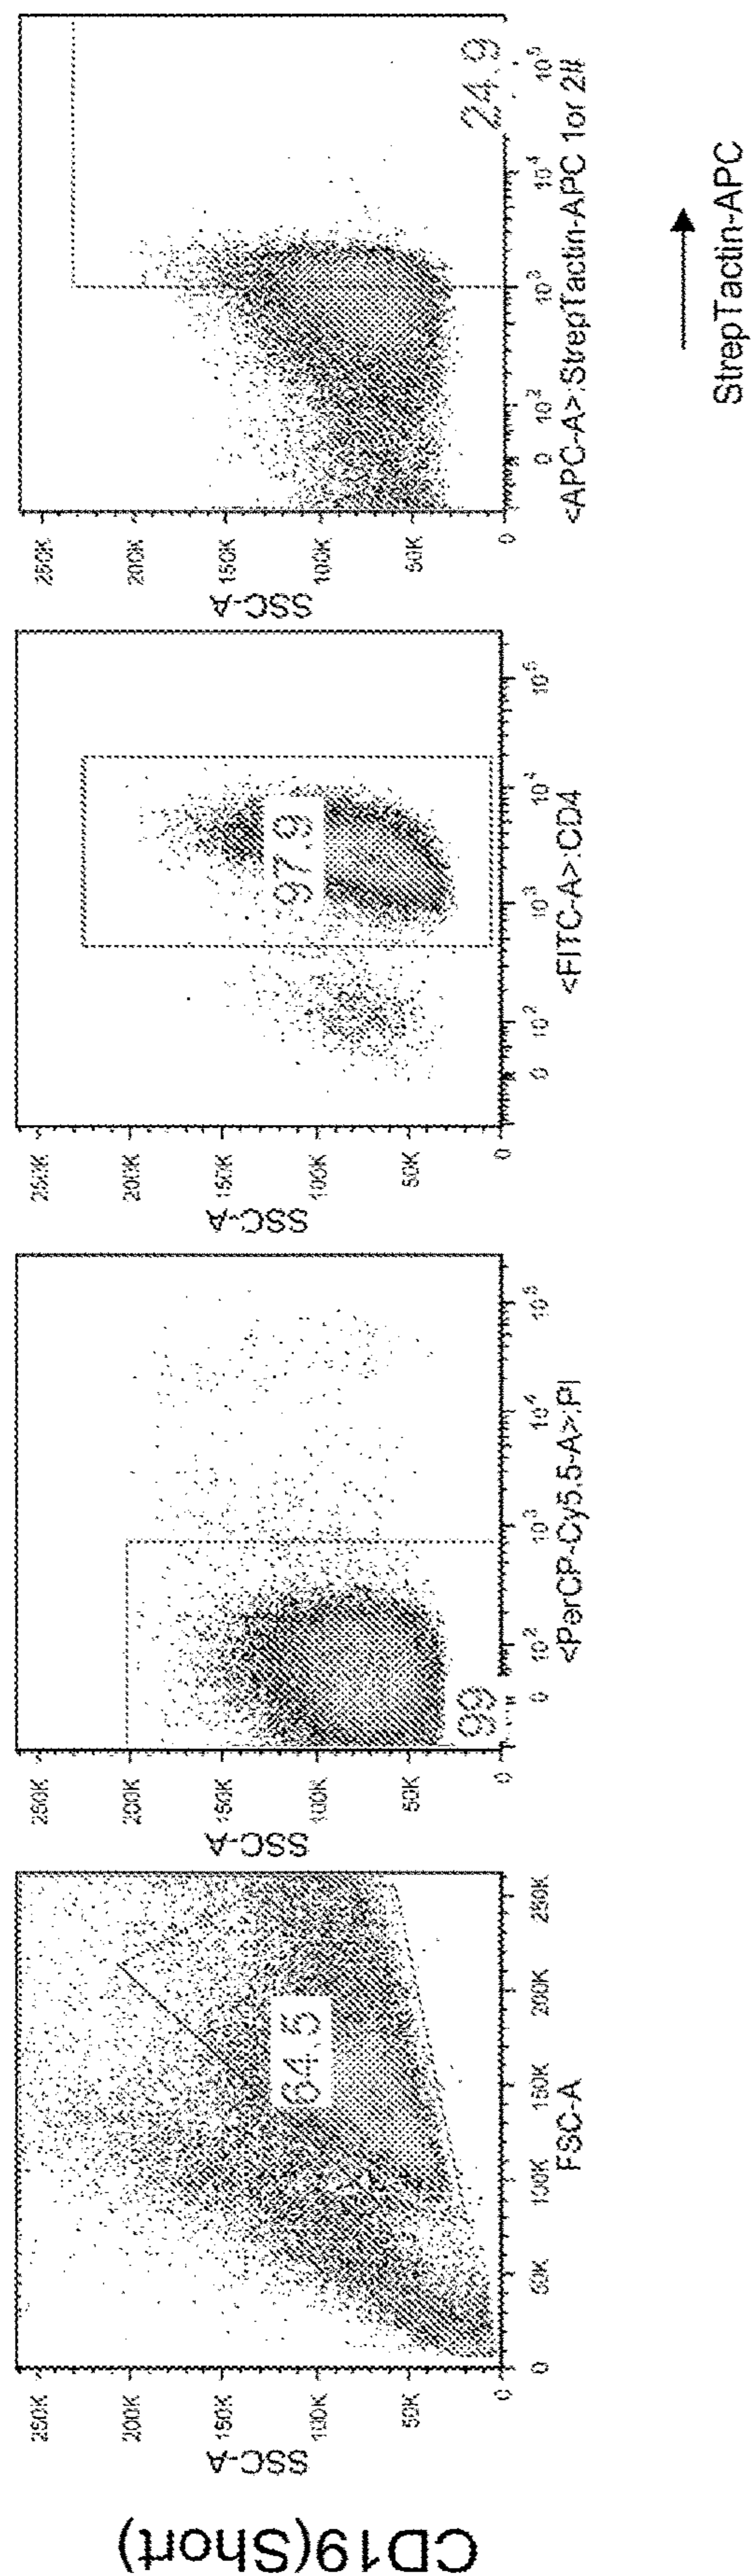 CD19(Short)
SSC-A
250K
200K
150K
100K
50K
0
64.5
0
50K
100K
150K
200K
250K
FSC-A
SSC-A
250K
200K
150K
100K
50K
0
99
0
10²
10³
10⁴
10⁵
<PerCP-Cy5.5-A>:PI
SSC-A
250K
200K
150K
100K
50K
0
97.9
0
10²
10³
10⁴
10⁵
<FITC-A>:CD4
SSC-A
250K
200K
150K
100K
50K
0
24.9
0
10²
10³
10⁴
10⁵
<APC-A>:StrepTactin-APC 1or 2#
StrepTactin-APC